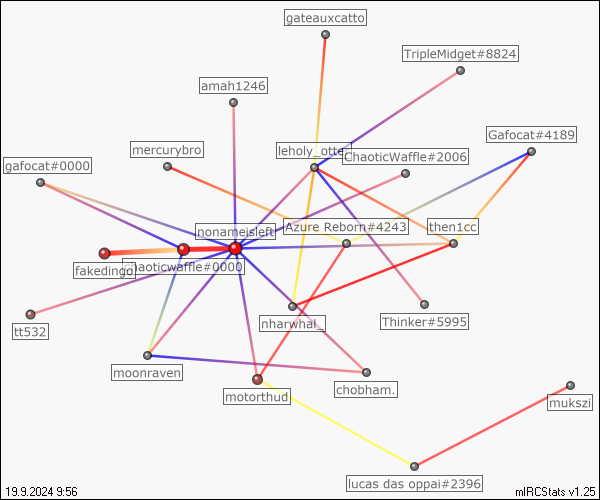 gateauxcatto
TripleMidget#8824
amah1246
Gafocat#4189
mercurybro
leholy_otte
ChaoticWaffle#2006
gafocat#0000
nonameisleft
Azure Reborn#4243
then1cc
fakedingo
haoticwaffle#0000
tt532
nharwhal_
Thinker#5995
moonraven
chobham.
motorthud
mukszi
lucas das oppai#2396
19.9.2024 9:56
mIRCStats v1.25